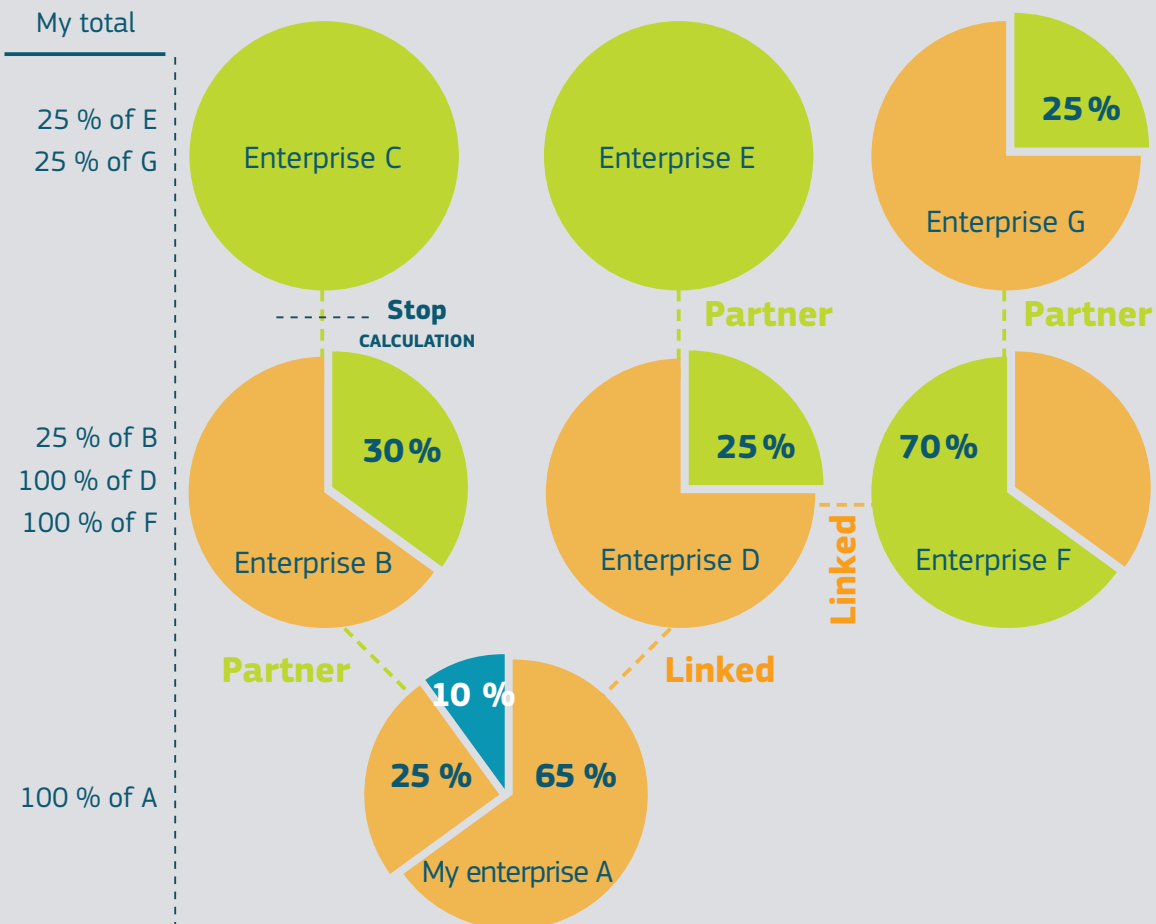 My total
25 % of E
25 % of G
Enterprise C
Enterprise E
25 %
Enterprise G
Stop
CALCULATION
Partner
Partner
25 % of B
100 % of D
100 % of F
30 %
Enterprise B
25 %
Enterprise D
Linked
70 %
Enterprise F
Partner
Linked
100 % of A
10 %
25 %
65 %
My enterprise A